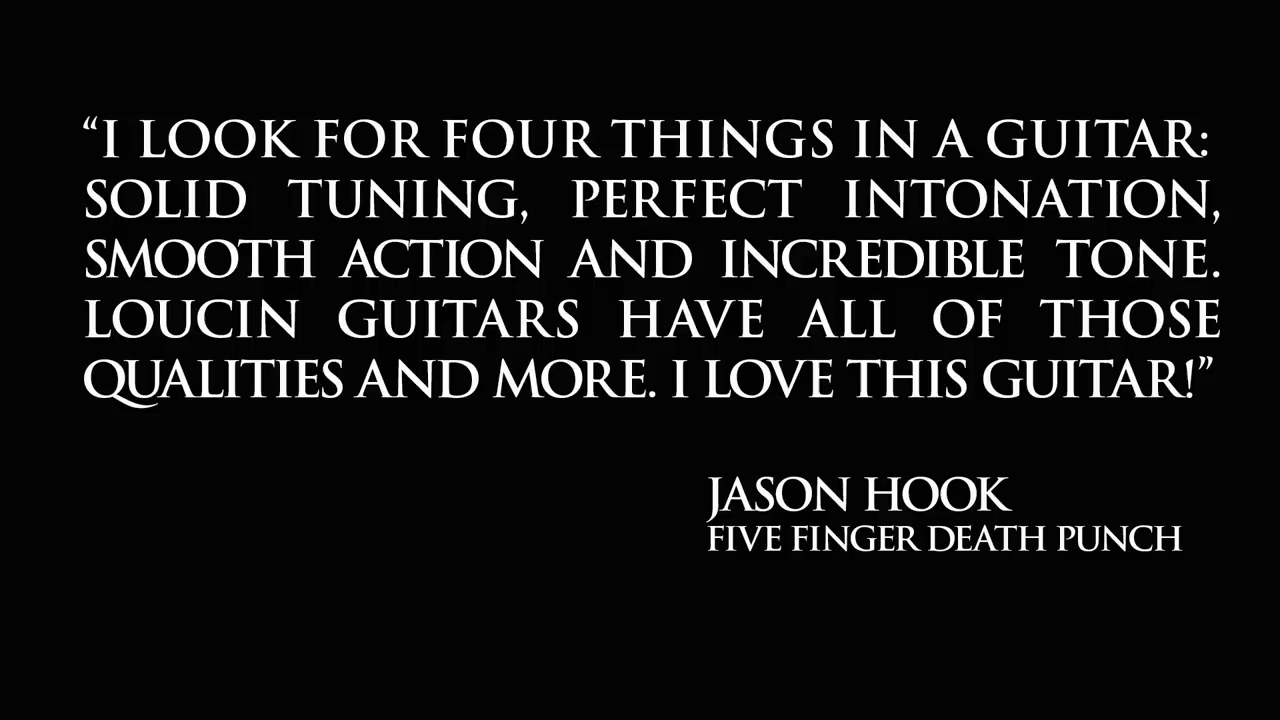 “I LOOK FOR FOUR THINGS IN A GUITAR:
SOLID TUNING, PERFECT INTONATION,
SMOOTH ACTION AND INCREDIBLE TONE.
LOUCIN GUITARS HAVE ALL OF THOSE
QUALITIES AND MORE. I LOVE THIS GUITAR!”
JASON HOOK
FIVE FINGER DEATH PUNCH